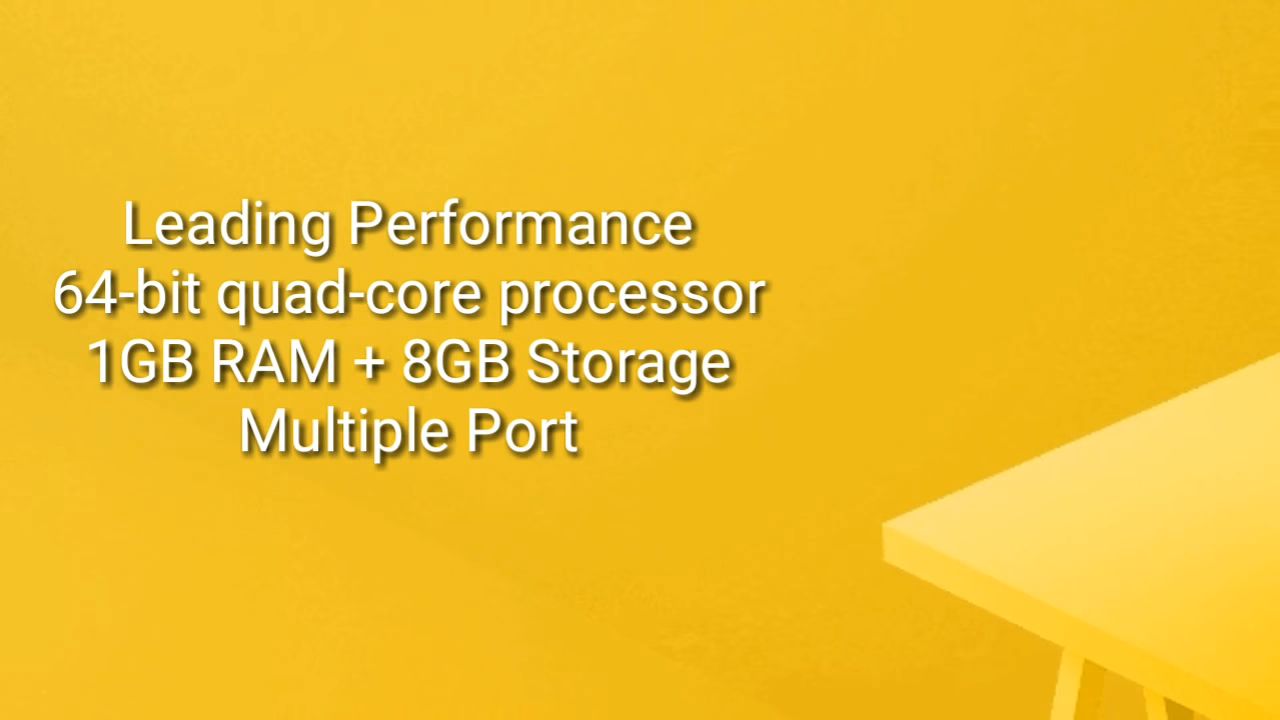 Leading Performance
64-bit quad-core processor
1GB RAM + 8GB Storage
Multiple Port